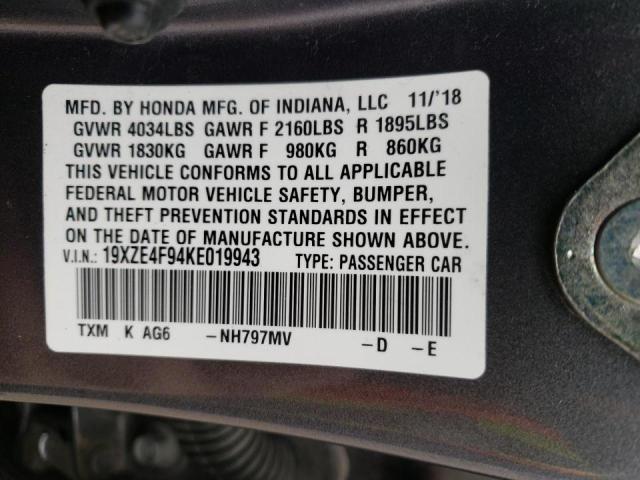 MFD. BY HONDA MFG. OF INDIANA, LLC 11/'18
GVWR 4034LBS GAWR F 2160LBS R 1895LBS
GVWR 1830KG GAWR F 980KG R 860KG
THIS VEHICLE CONFORMS TO ALL APPLICABLE
FEDERAL MOTOR VEHICLE SAFETY, BUMPER,
AND THEFT PREVENTION STANDARDS IN EFFECT
ON THE DATE OF MANUFACTURE SHOWN ABOVE.
V.I.N.: 19XZE4F94KE019943 TYPE: PASSENGER CAR
TXM K AG6 -NH797MV -D -E